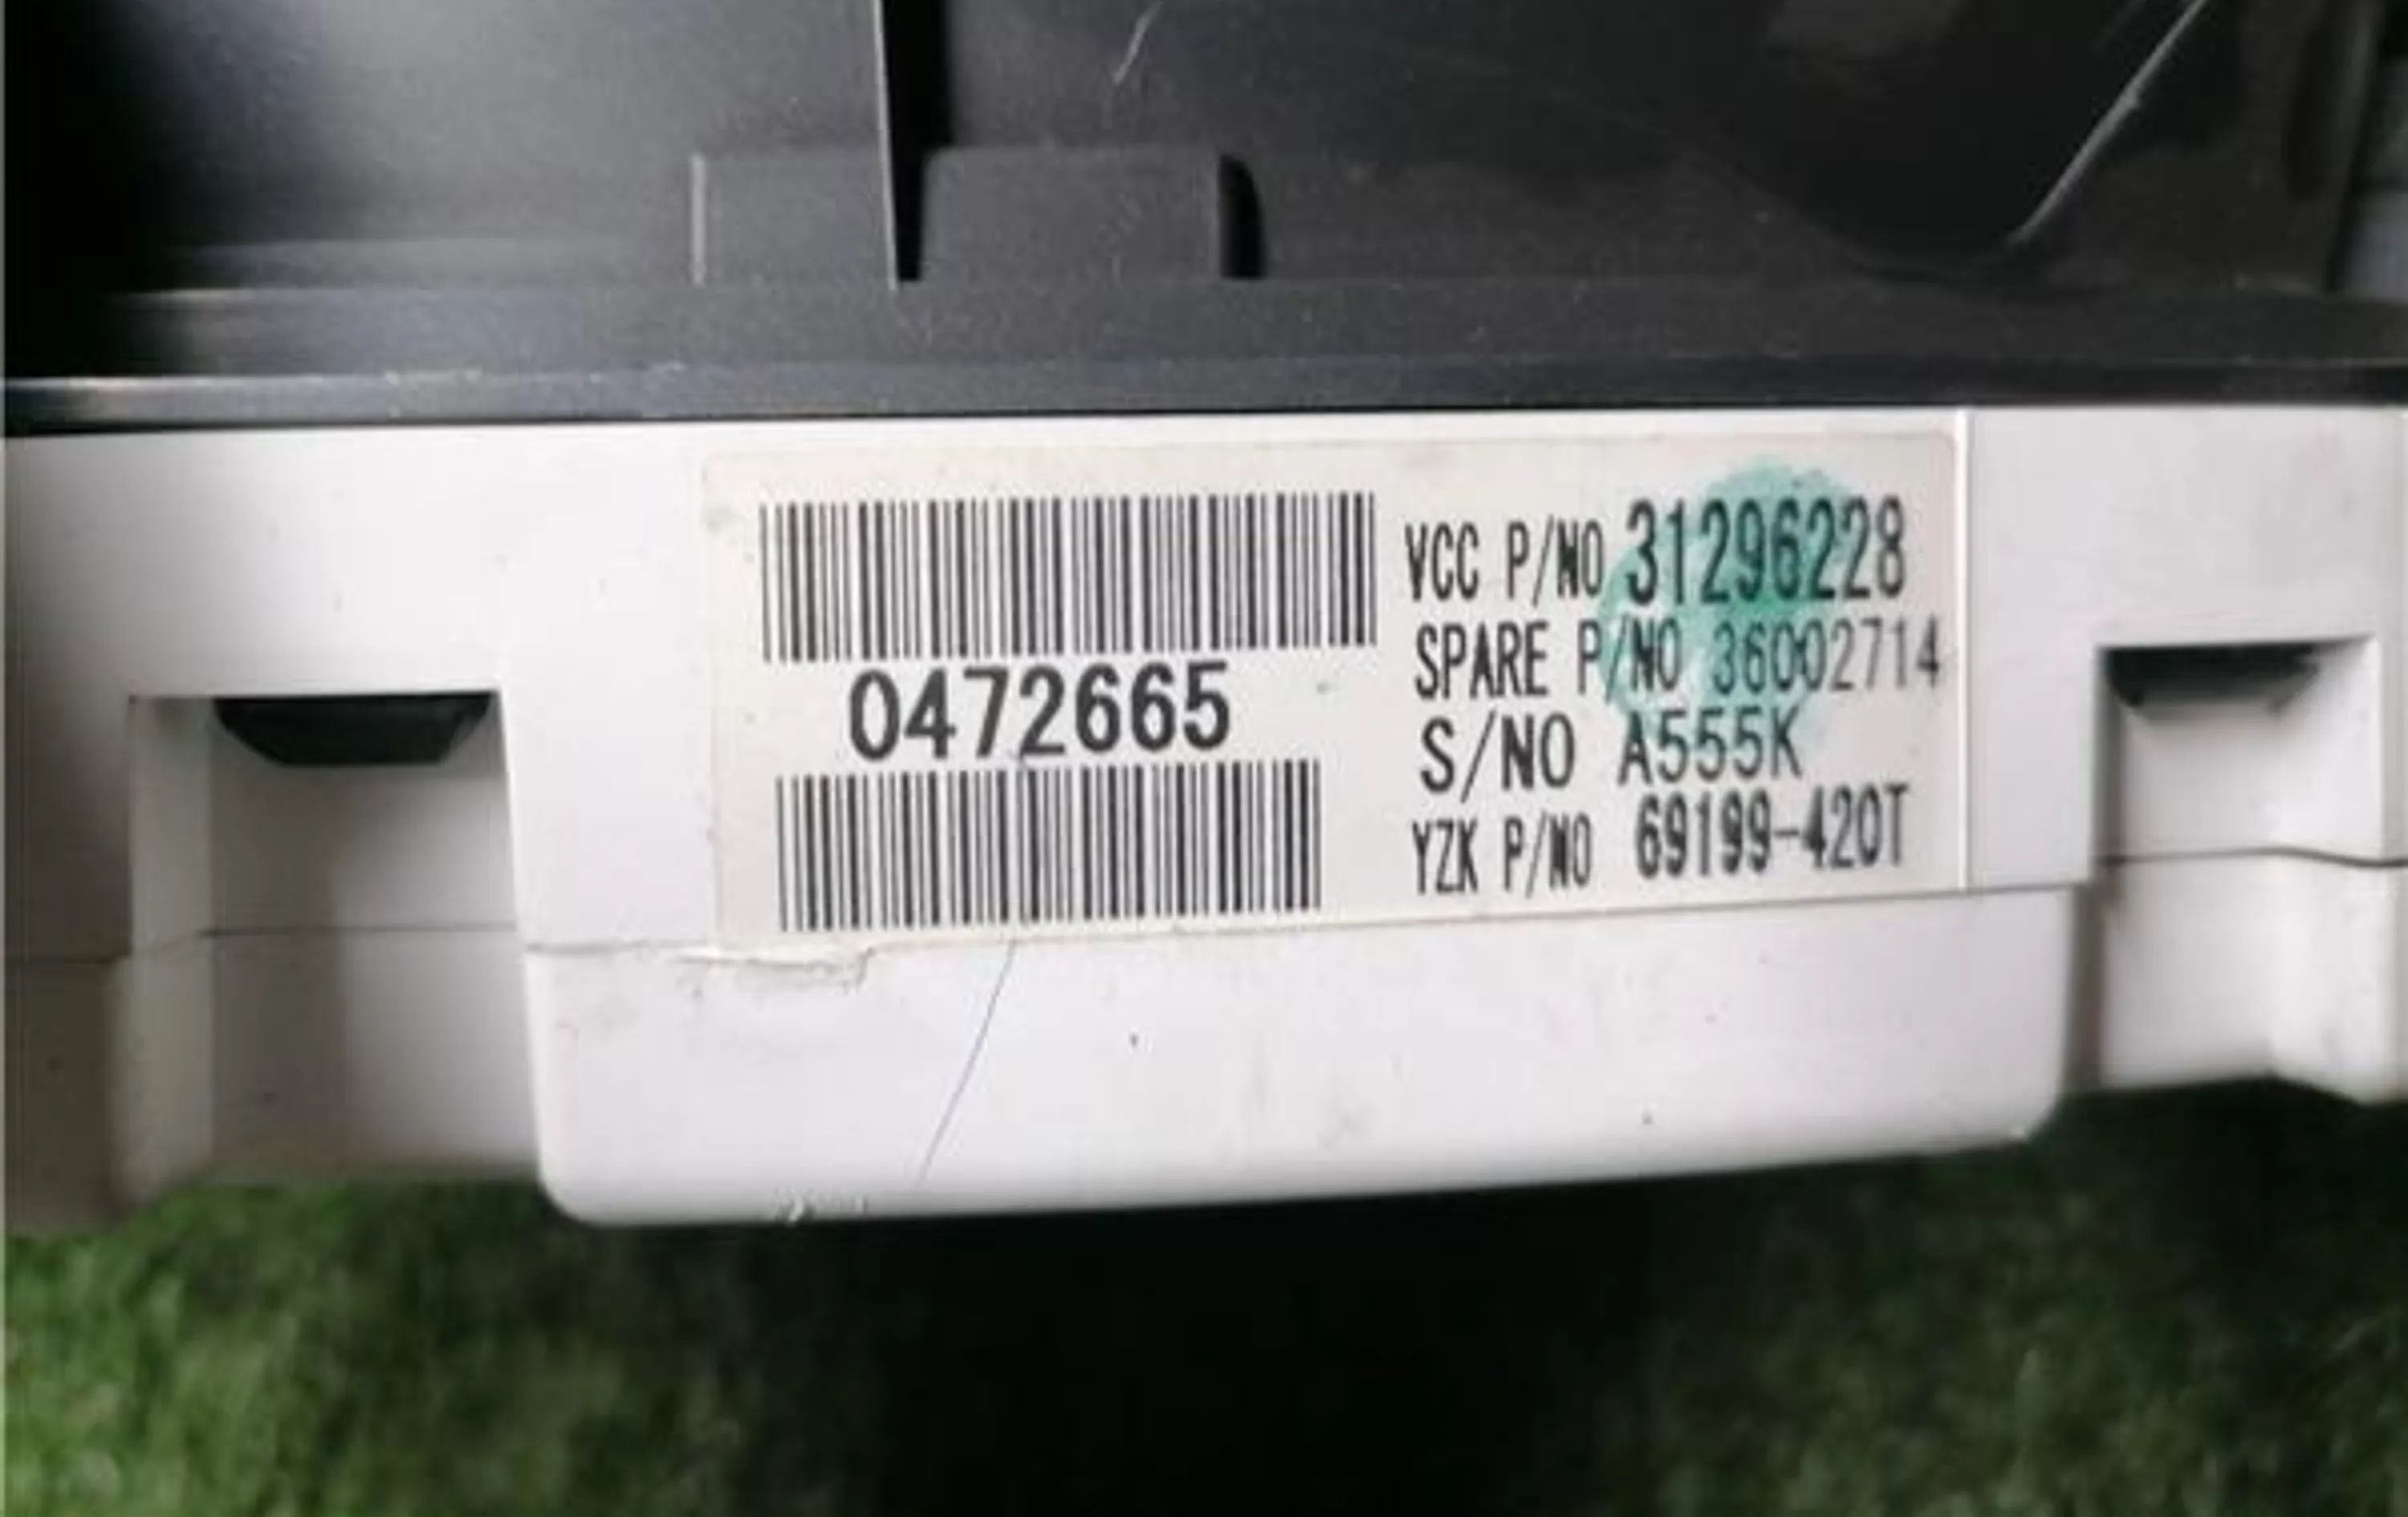 0472665
VCC P/NO 31296228
SPARE P/NO 36002714
S/NO A555K
YZK P/NO 69199-420T